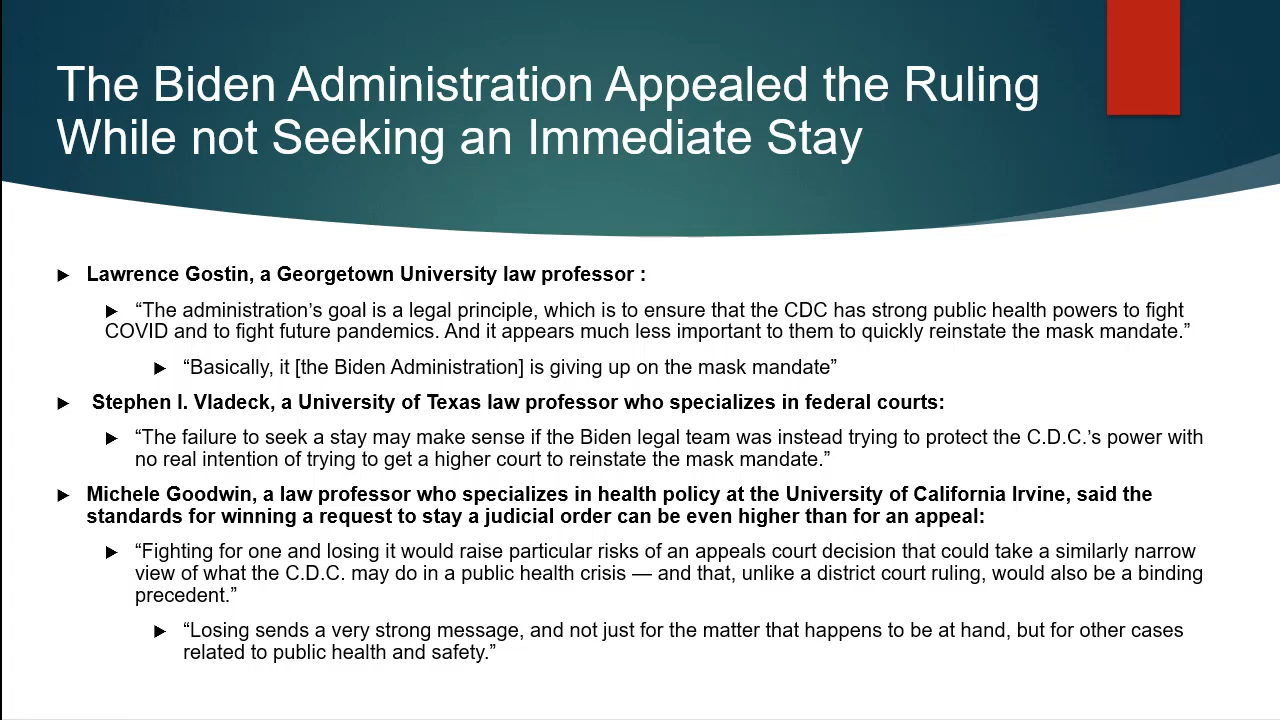 The Biden Administration Appealed the Ruling
While not Seeking an Immediate Stay
Lawrence Gostin, a Georgetown University law professor :
“The administration’s goal is a legal principle, which is to ensure that the CDC has strong public health powers to fight
COVID and to fight future pandemics. And it appears much less important to them to quickly reinstate the mask mandate.”
“Basically, it [the Biden Administration] is giving up on the mask mandate”
Stephen I. Vladeck, a University of Texas law professor who specializes in federal courts:
“The failure to seek a stay may make sense if the Biden legal team was instead trying to protect the C.D.C.’s power with
no real intention of trying to get a higher court to reinstate the mask mandate.”
Michele Goodwin, a law professor who specializes in health policy at the University of California Irvine, said the
standards for winning a request to stay a judicial order can be even higher than for an appeal:
“Fighting for one and losing it would raise particular risks of an appeals court decision that could take a similarly narrow
view of what the C.D.C. may do in a public health crisis — and that, unlike a district court ruling, would also be a binding
precedent.”
“Losing sends a very strong message, and not just for the matter that happens to be at hand, but for other cases
related to public health and safety.”